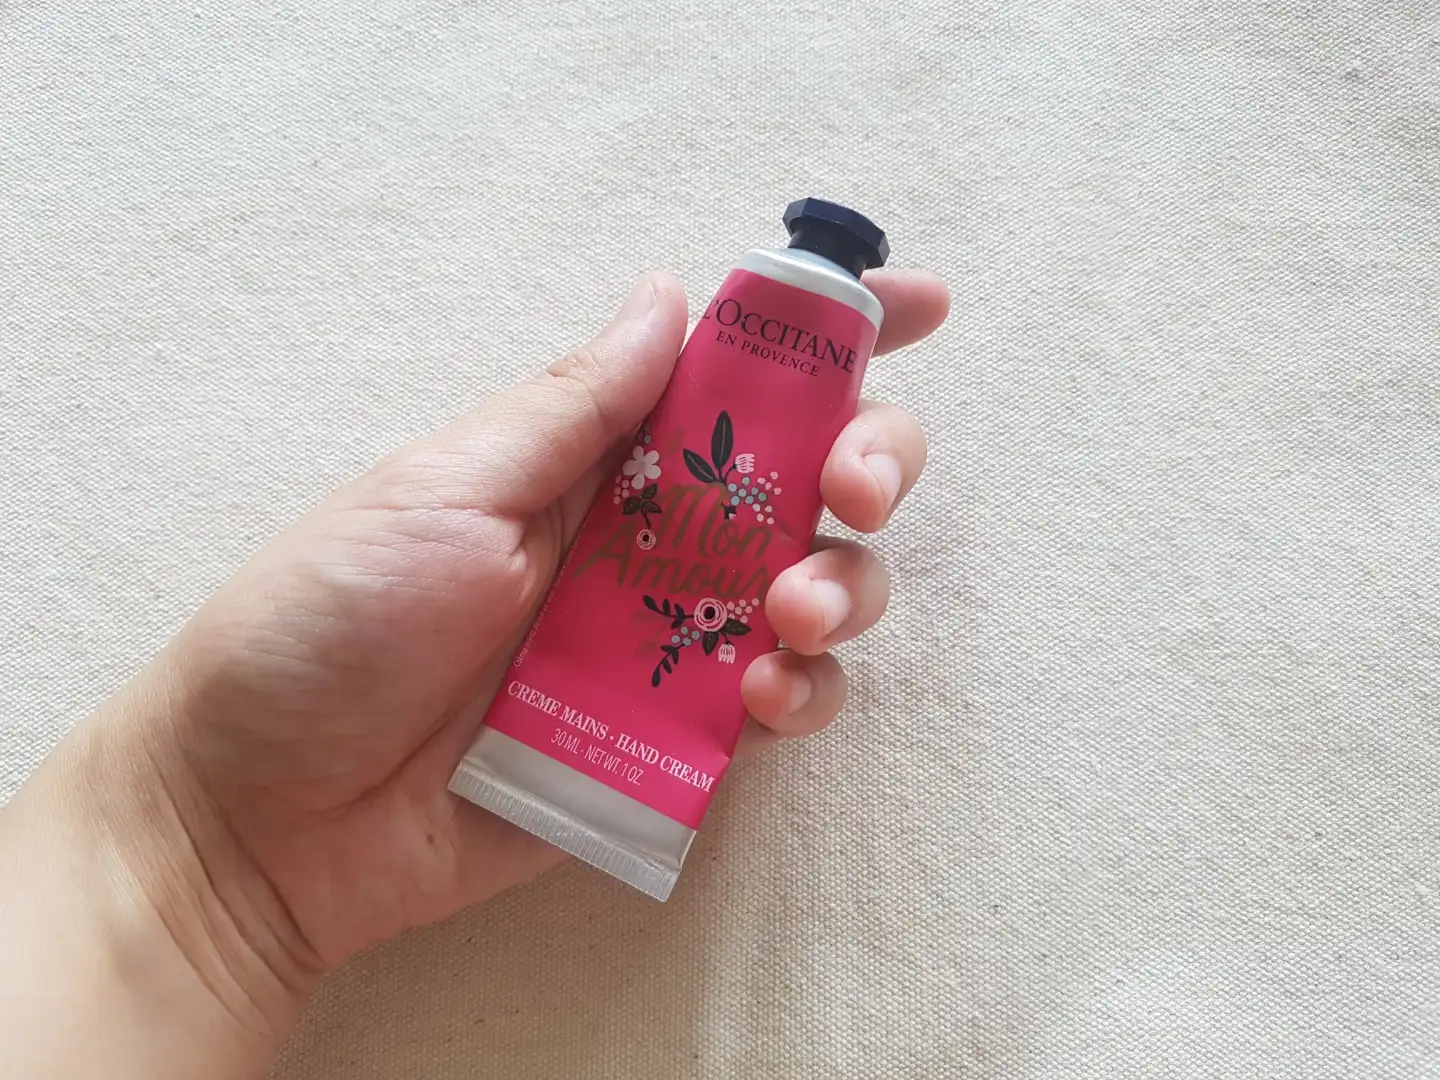 L'OCCITANE
EN PROVENCE
Mon
Amour
CREME MAINS · HAND CREAM
30 ML - NET WT. 1 OZ.